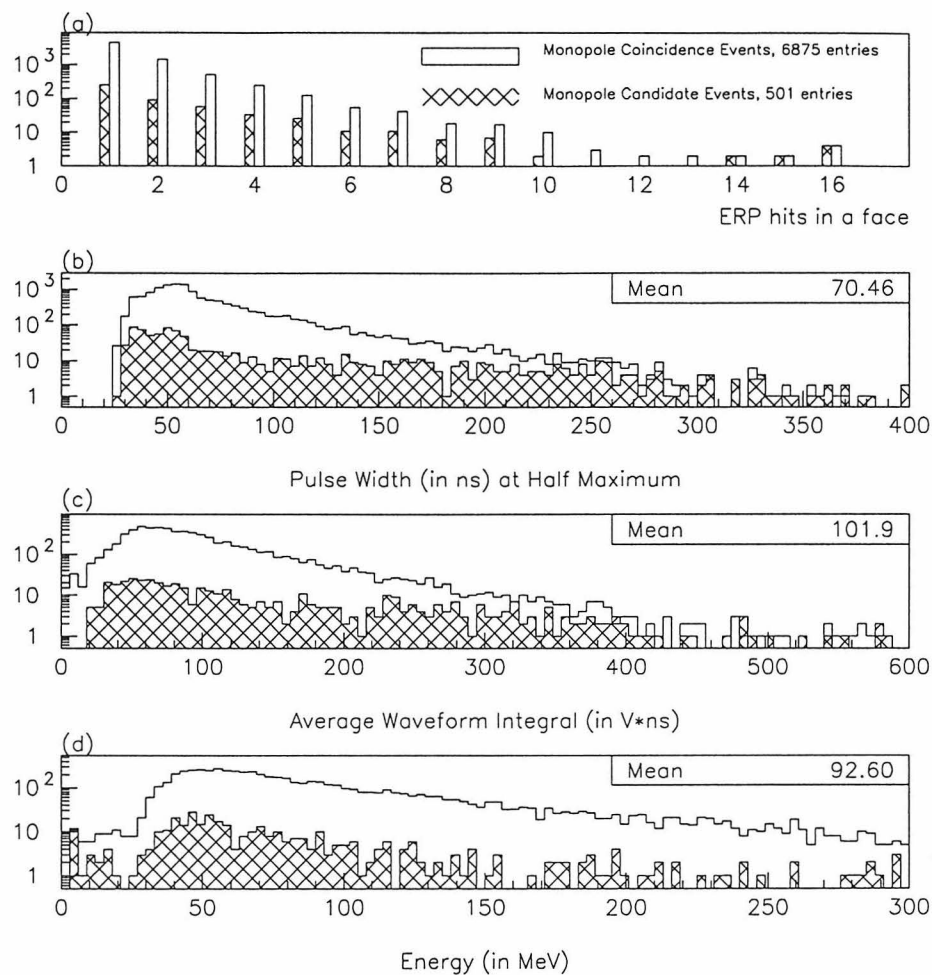 (a)
10³
10²
10
1
Monopole Coincidence Events, 6875 entries
Monopole Candidate Events, 501 entries
0 2 4 6 8 10 12 14 16
ERP hits in a face
(b)
10³
10²
10
1
Mean 70.46
0 50 100 150 200 250 300 350 400
Pulse Width (in ns) at Half Maximum
(c)
10²
10
1
Mean 101.9
0 100 200 300 400 500 600
Average Waveform Integral (in V*ns)
(d)
10²
10
1
Mean 92.60
0 50 100 150 200 250 300
Energy (in MeV)